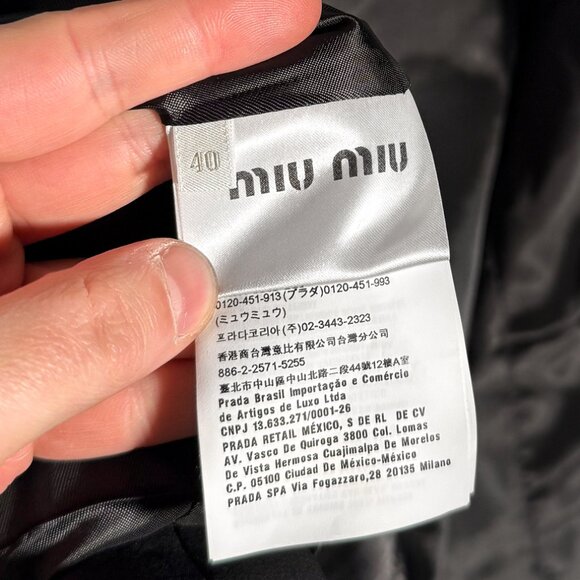 40
MIU MIU
0120-451-913(プラダ)0120-451-993
(ミュウミュウ)
프라다코리아(주)02-3443-2323
香港商台灣意比有限公司台灣分公司
886-2-2571-5255
臺北市中山區中山北路二段44號12樓A室
Prada Brasil Importação e Comércio
de Artigos de Luxo Ltda
CNPJ 13.633.271/0001-26
PRADA RETAIL MÉXICO, S DE RL DE CV
AV. Vasco De Quiroga 3800 Col. Lomas
De Vista Hermosa Cuajimalpa De Morelos
C.P. 05100 Ciudad De México-México
PRADA SPA Via Fogazzaro,28 20135 Milano